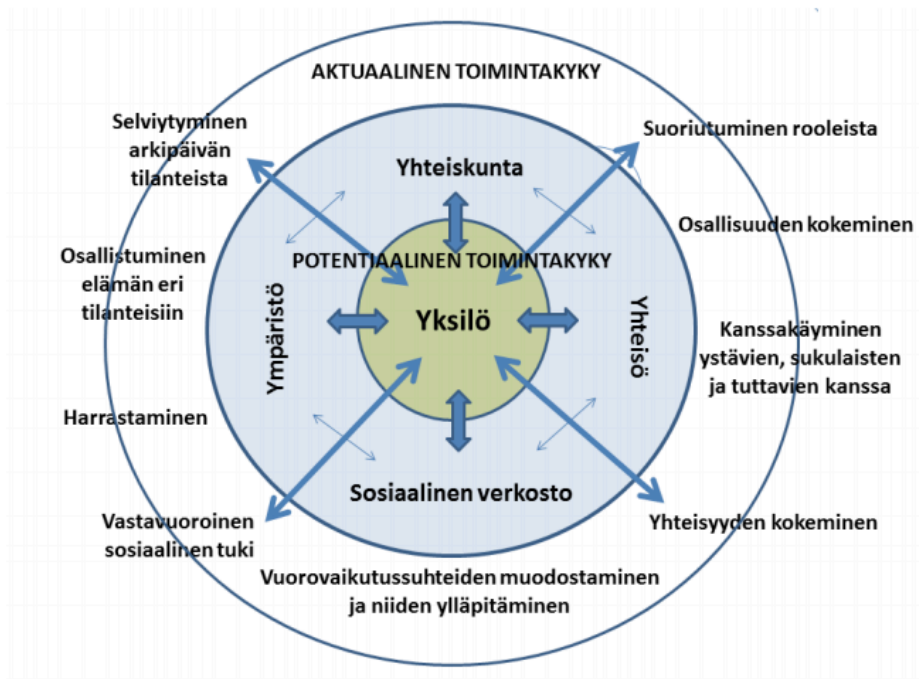 AKTUAALINEN TOIMINTAKYKY
Selviytyminen
arkipäivän
tilanteista
Suoriutuminen rooleista
Yhteiskunta
Osallisuuden kokeminen
Osallistuminen
elämän eri
tilanteisiin
POTENTIAALINEN TOIMINTAKYKY
Ympäristö
Yksilö
Yhteisö
Kanssakäyminen
ystävien, sukulaisten
ja tuttavien kanssa
Harrastaminen
Sosiaalinen verkosto
Vastavuoroinen
sosiaalinen tuki
Yhteisyyden kokeminen
Vuorovaikutussuhteiden muodostaminen
ja niiden ylläpitäminen